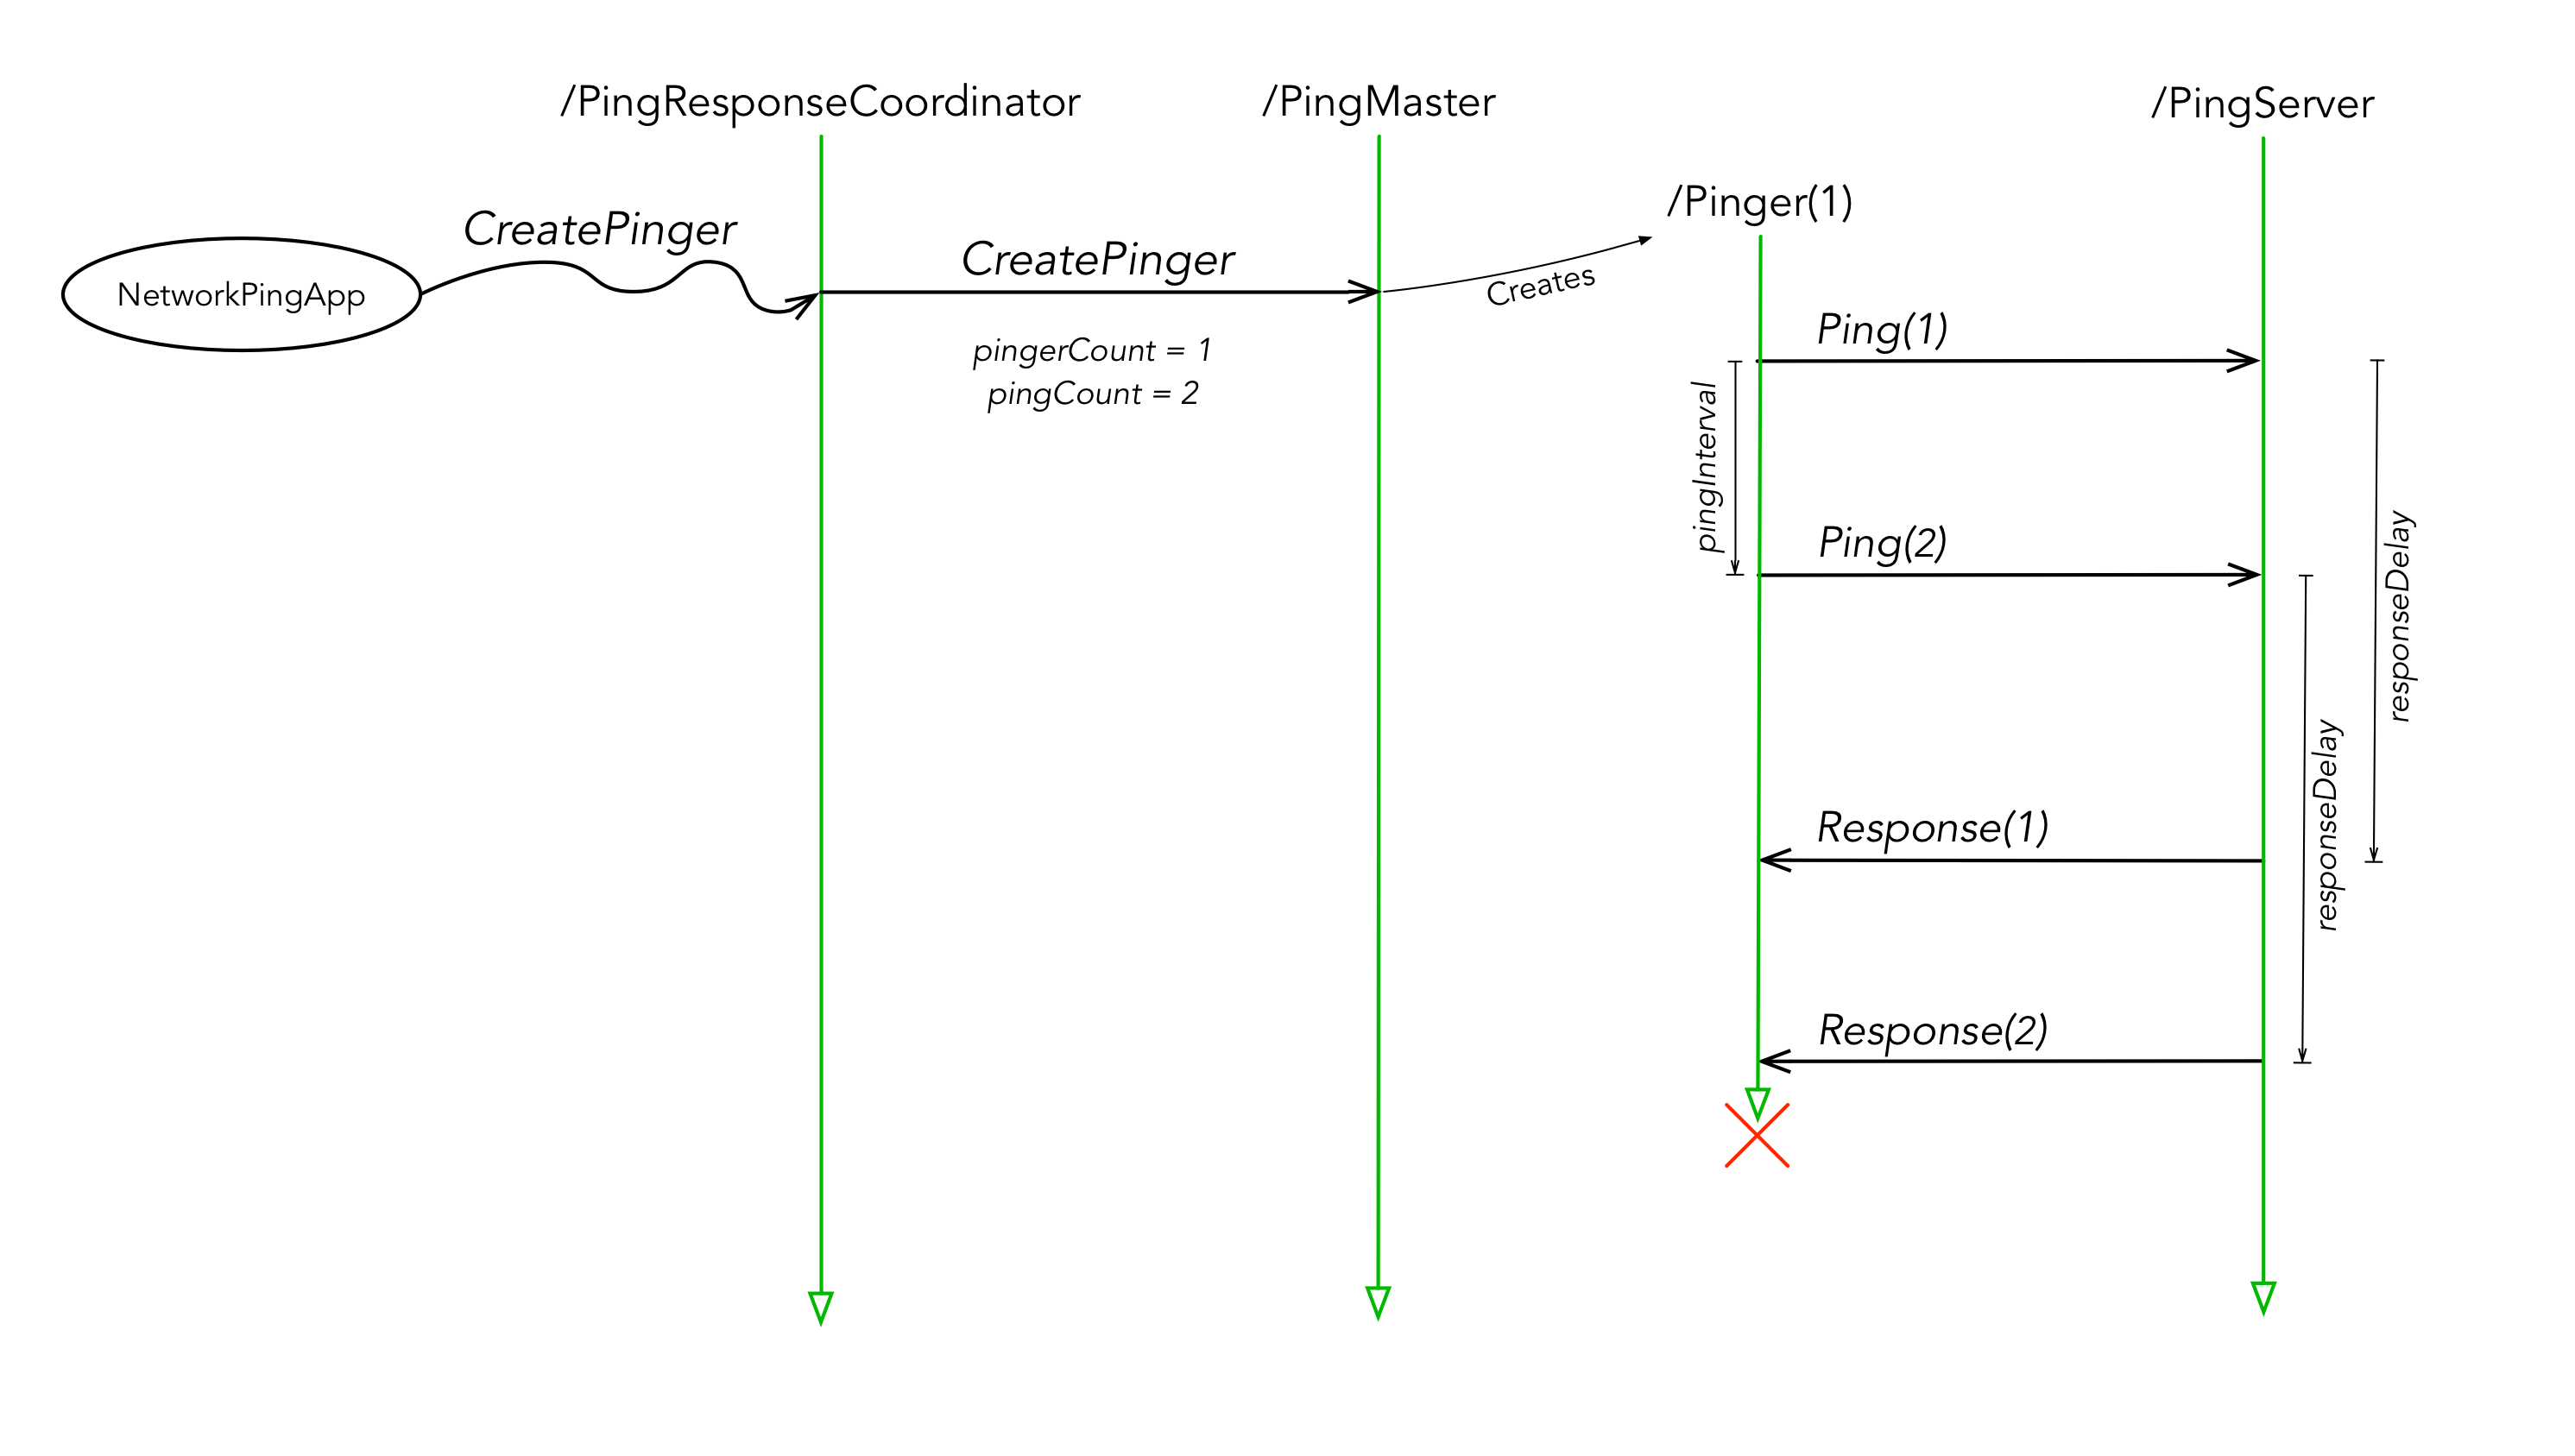 /PingResponseCoordinator
/PingMaster
/PingServer
/Pinger(1)
NetworkPingApp
CreatePinger
CreatePinger
pingerCount = 1
pingCount = 2
Creates
Ping(1)
pingInterval
Ping(2)
responseDelay
responseDelay
Response(1)
Response(2)